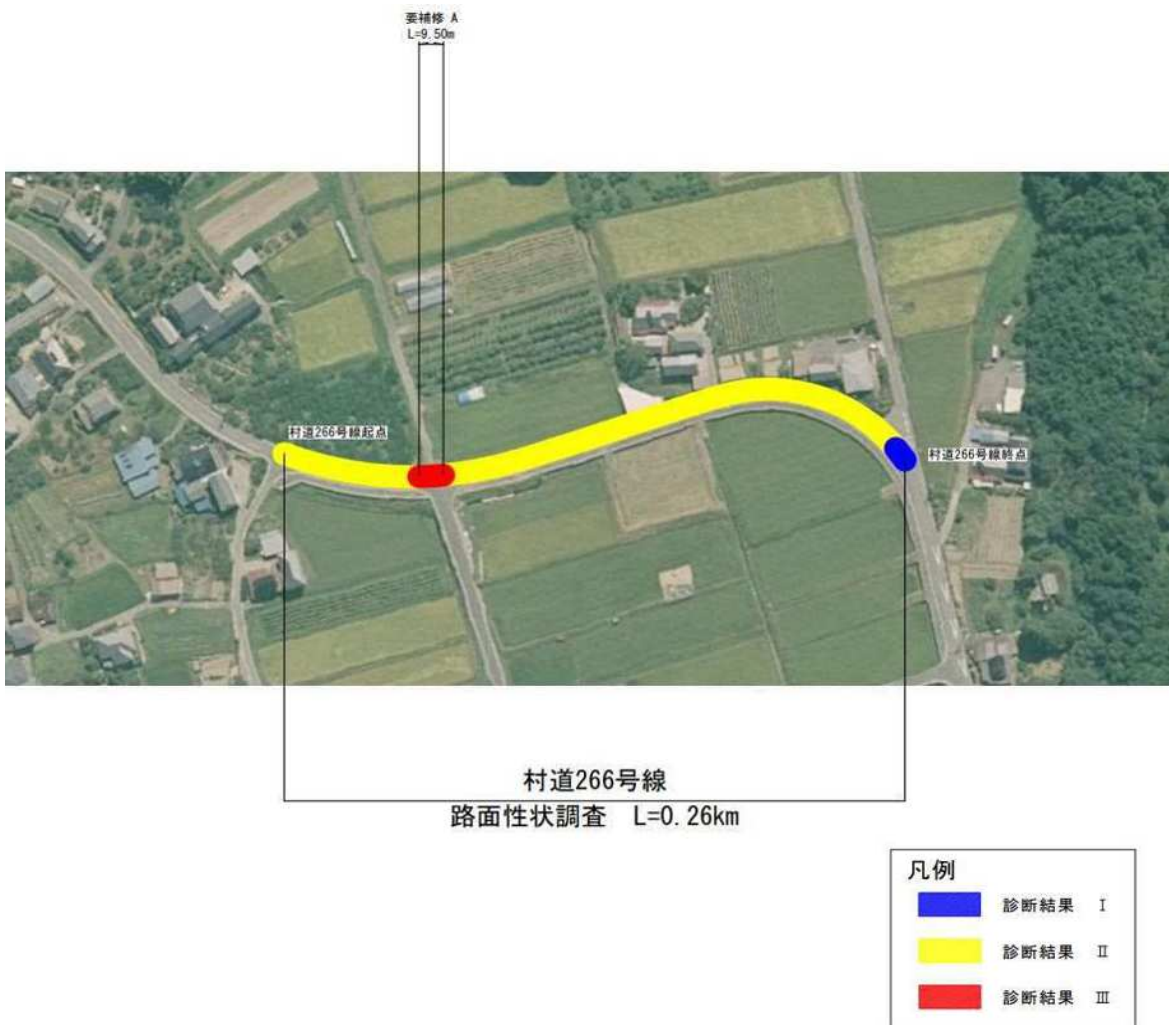 要補修 A
L=9.50m
村道266号線起点
村道266号線終点
村道266号線
路面性状調査 L=0.26km
凡例
診断結果 Ⅰ
診断結果 Ⅱ
診断結果 Ⅲ